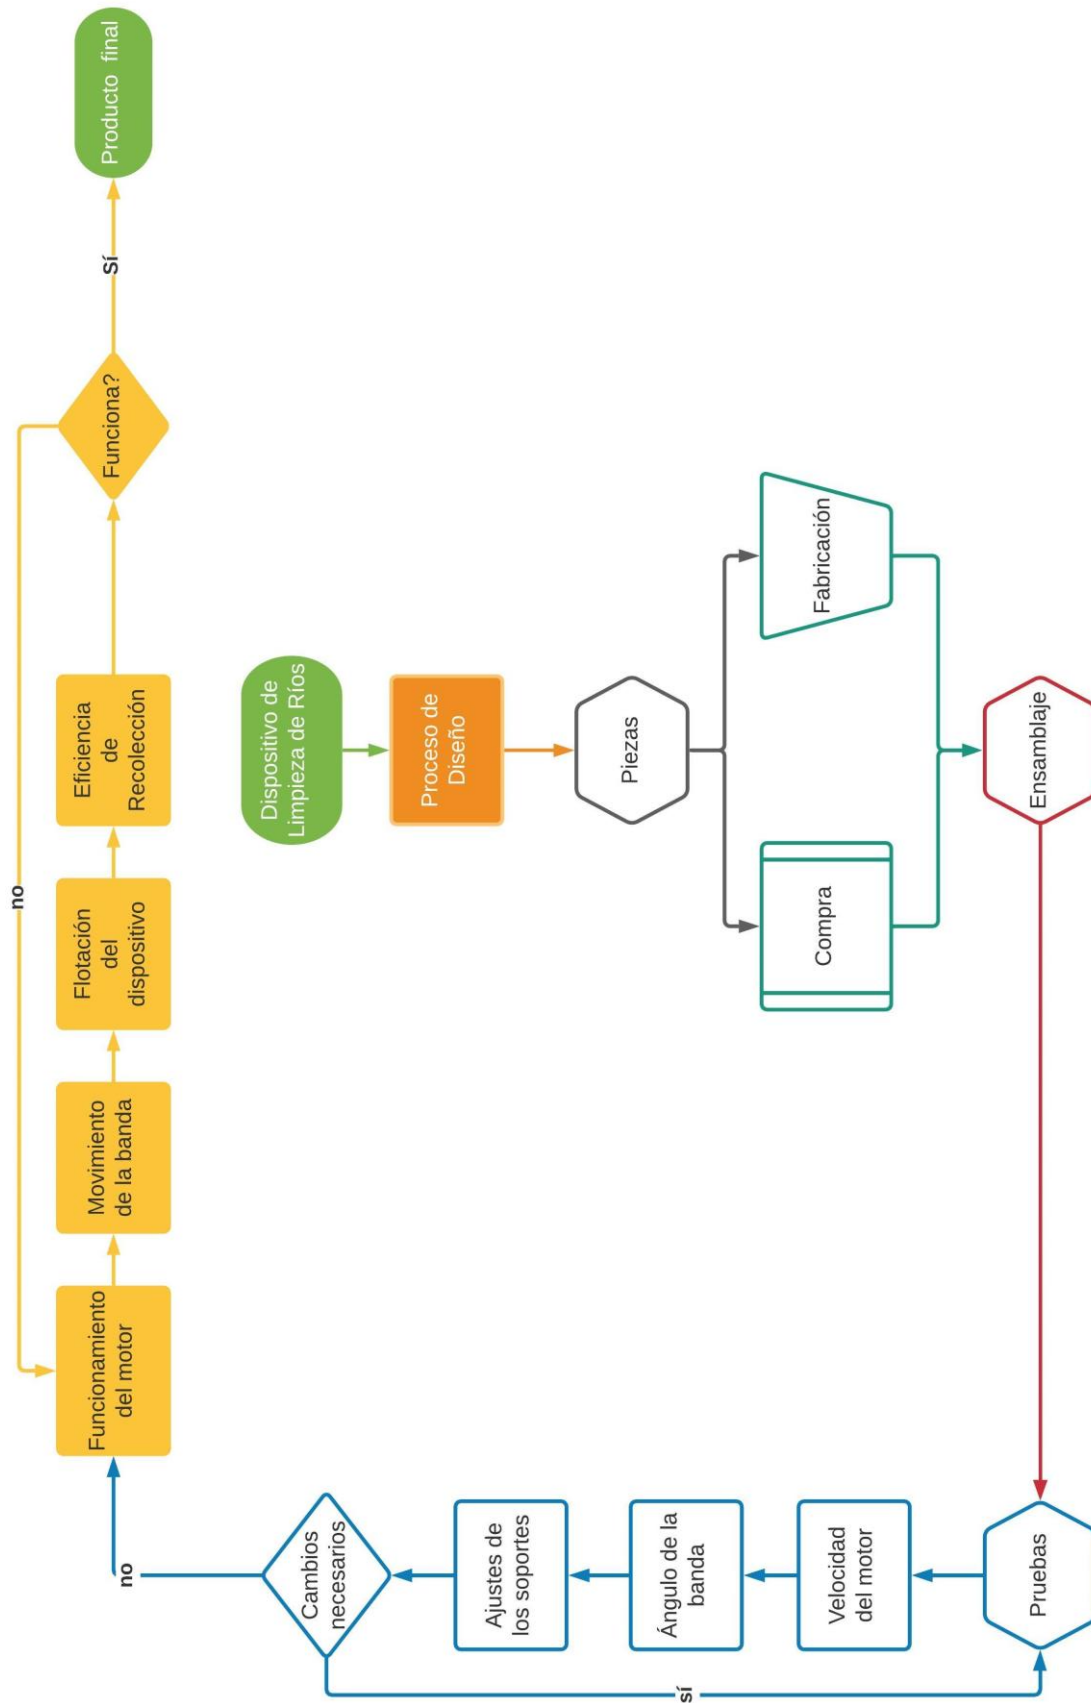 Dispositivo de
Limpieza de Ríos
Proceso de
Diseño
Piezas
Compra
Fabricación
Ensamblaje
Pruebas
Velocidad
del motor
Ángulo de la
banda
Ajustes de
los soportes
Cambios
necesarios
sí
no
Funcionamiento
del motor
Movimiento
de la banda
Flotación
del
dispositivo
Eficiencia
de
Recolección
Funciona?
no
Sí
Producto final